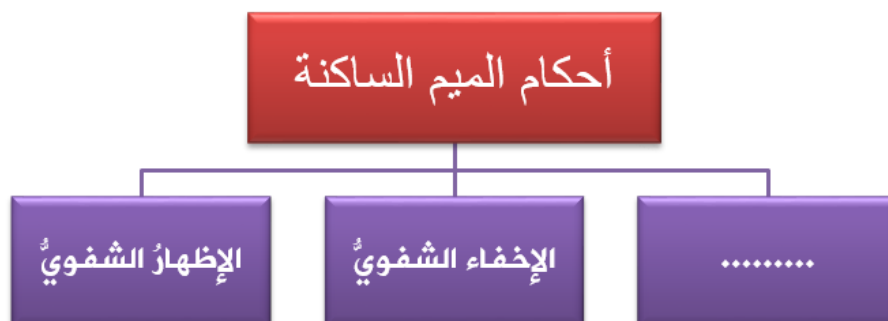 أحكام الميم الساكنة
.........
الإخفاء الشفويُّ
الإظهارُ الشفويُّ